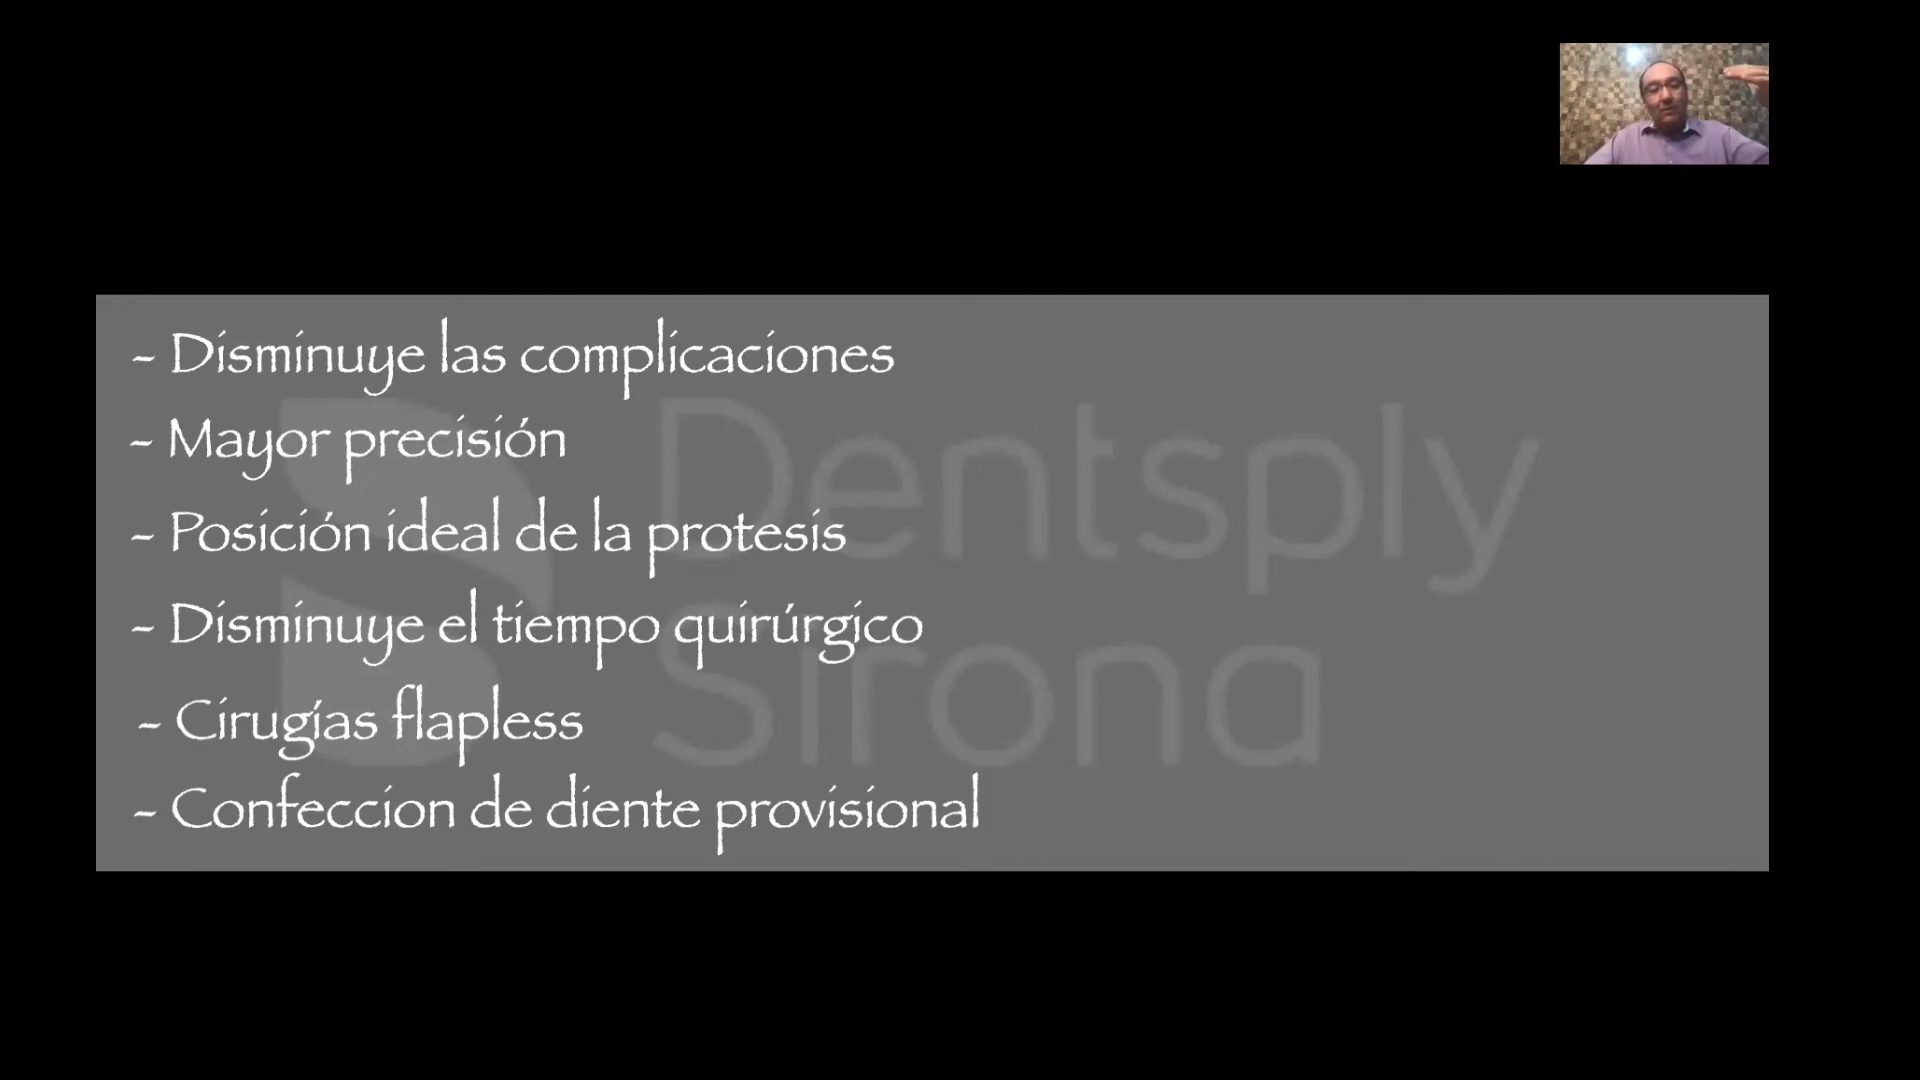 - Disminuye las complicaciones
- Mayor precisión
- Posición ideal de la protesis
- Disminuye el tiempo quirúrgico
- Cirugías flapless
- Confeccion de diente provisional
Dentsply
Sirona